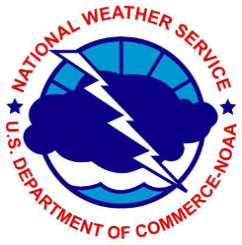 NATIONAL WEATHER SERVICE
U.S. DEPARTMENT OF COMMERCE-NOAA